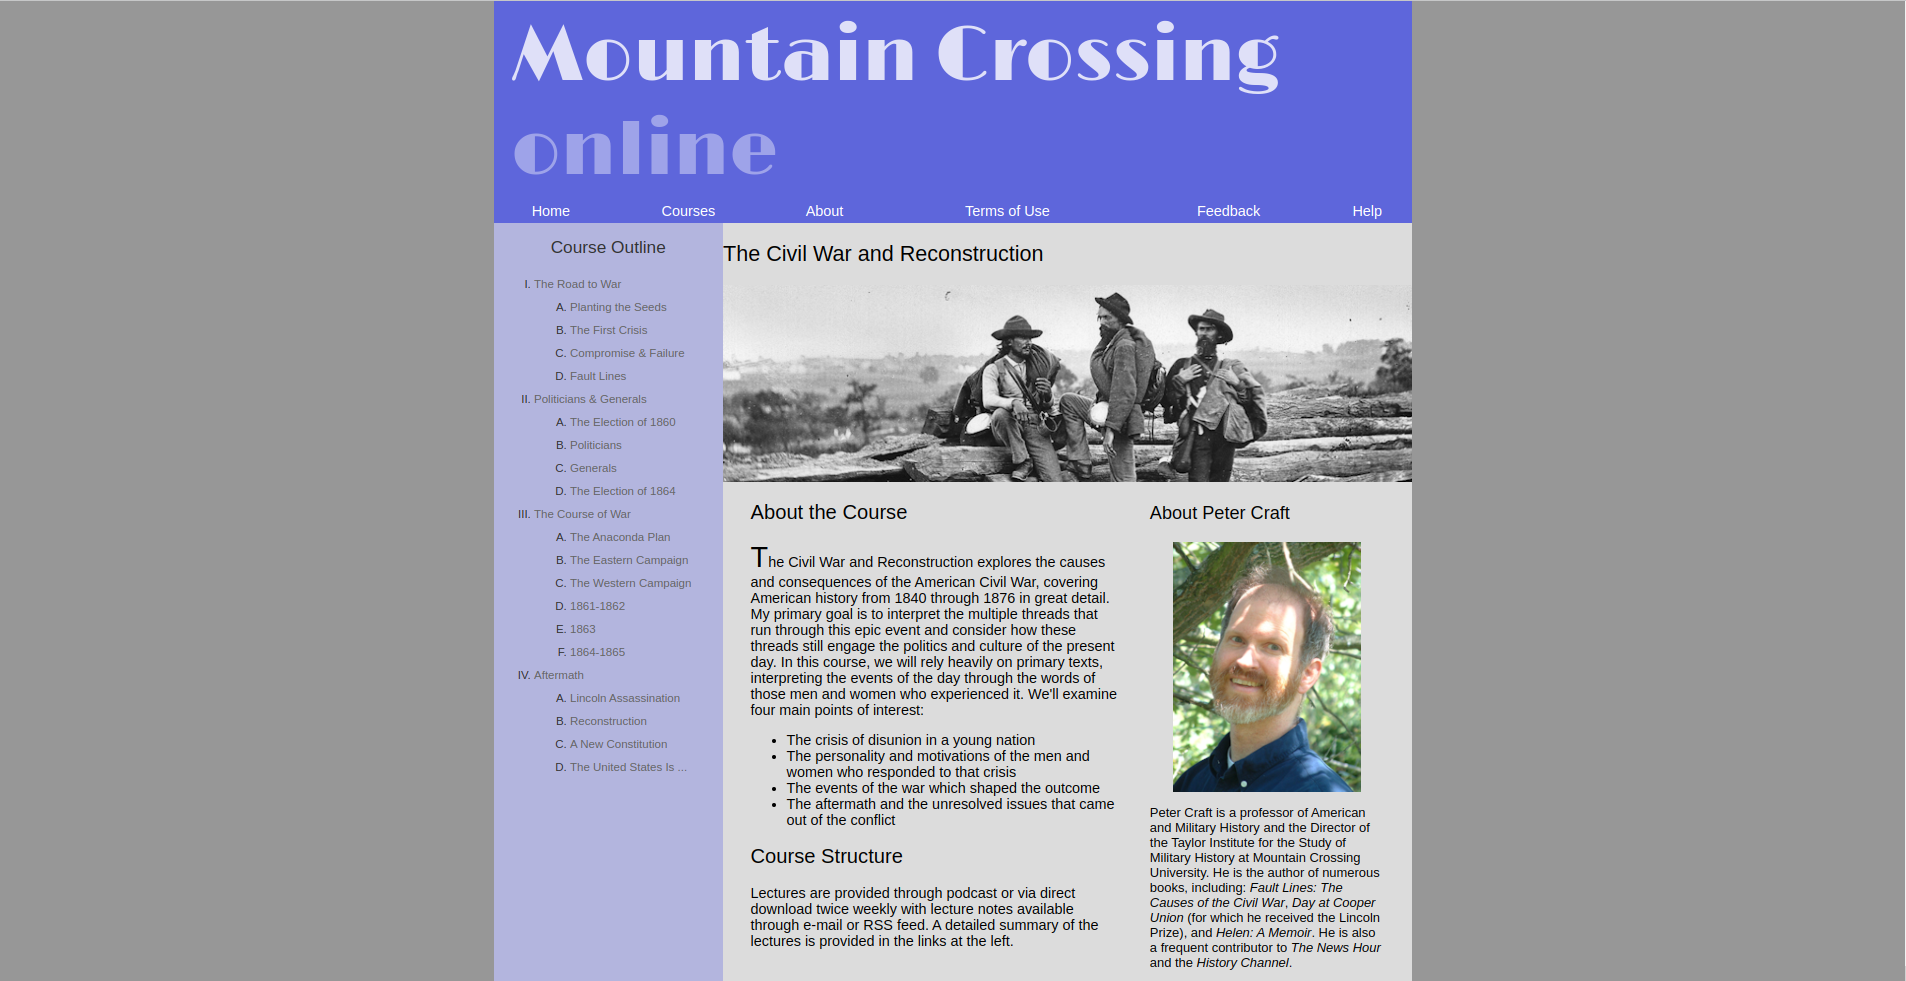 Mountain Crossing
online
Home Courses About Terms of Use Feedback Help
Course Outline
I. The Road to War
A. Planting the Seeds
B. The First Crisis
C. Compromise & Failure
D. Fault Lines
II. Politicians & Generals
A. The Election of 1860
B. Politicians
C. Generals
D. The Election of 1864
III. The Course of War
A. The Anaconda Plan
B. The Eastern Campaign
C. The Western Campaign
D. 1861-1862
E. 1863
F. 1864-1865
IV. Aftermath
A. Lincoln Assassination
B. Reconstruction
C. A New Constitution
D. The United States Is ...
The Civil War and Reconstruction
About the Course
The Civil War and Reconstruction explores the causes
and consequences of the American Civil War, covering
American history from 1840 through 1876 in great detail.
My primary goal is to interpret the multiple threads that
run through this epic event and consider how these
threads still engage the politics and culture of the present
day. In this course, we will rely heavily on primary texts,
interpreting the events of the day through the words of
those men and women who experienced it. We'll examine
four main points of interest:
• The crisis of disunion in a young nation
• The personality and motivations of the men and
women who responded to that crisis
• The events of the war which shaped the outcome
• The aftermath and the unresolved issues that came
out of the conflict
Course Structure
Lectures are provided through podcast or via direct
download twice weekly with lecture notes available
through e-mail or RSS feed. A detailed summary of the
lectures is provided in the links at the left.
About Peter Craft
Peter Craft is a professor of American
and Military History and the Director of
the Taylor Institute for the Study of
Military History at Mountain Crossing
University. He is the author of numerous
books, including: Fault Lines: The
Causes of the Civil War, Day at Cooper
Union (for which he received the Lincoln
Prize), and Helen: A Memoir. He is also
a frequent contributor to The News Hour
and the History Channel.